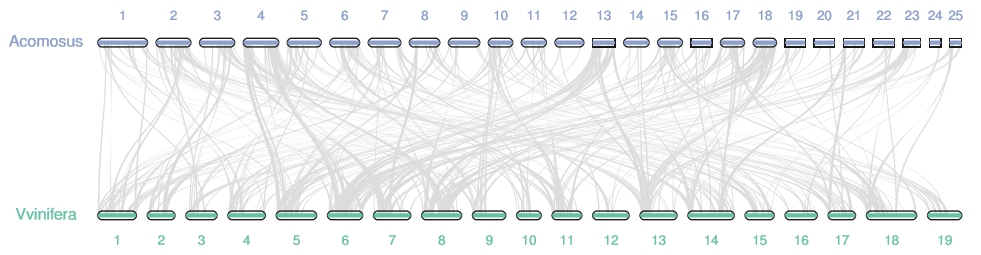 1 2 3 4 5 6 7 8 9 10 11 12 13 14 15 16 17 18 19 20 21 22 23 24 25
Acomosus
Vvinifera
1 2 3 4 5 6 7 8 9 10 11 12 13 14 15 16 17 18 19